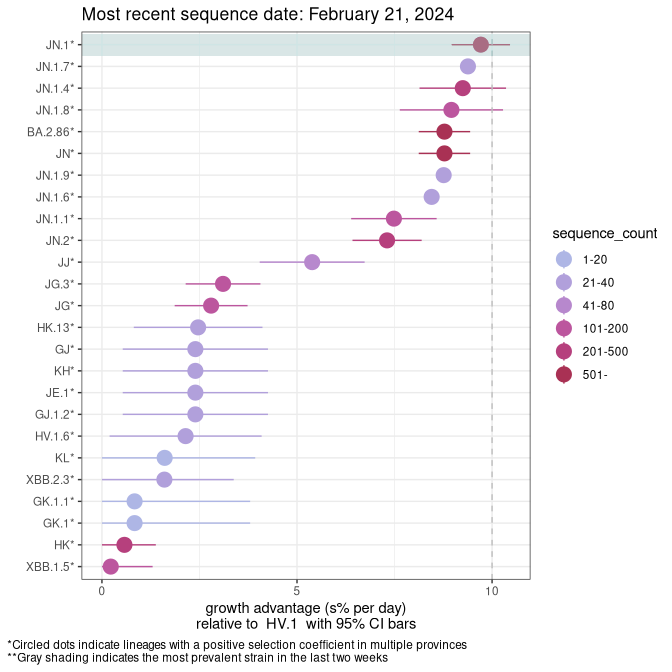 Most recent sequence date: February 21, 2024
JN.1*
JN.1.7*
JN.1.4*
JN.1.8*
BA.2.86*
JN*
JN.1.9*
JN.1.6*
JN.1.1*
JN.2*
JJ*
JG.3*
JG*
HK.13*
GJ*
KH*
JE.1*
GJ.1.2*
HV.1.6*
KL*
XBB.2.3*
GK.1.1*
GK.1*
HK*
XBB.1.5*
0 5 10
growth advantage (s% per day)
relative to HV.1 with 95% CI bars
sequence_count
1-20
21-40
41-80
101-200
201-500
501-
*Circled dots indicate lineages with a positive selection coefficient in multiple provinces
**Gray shading indicates the most prevalent strain in the last two weeks